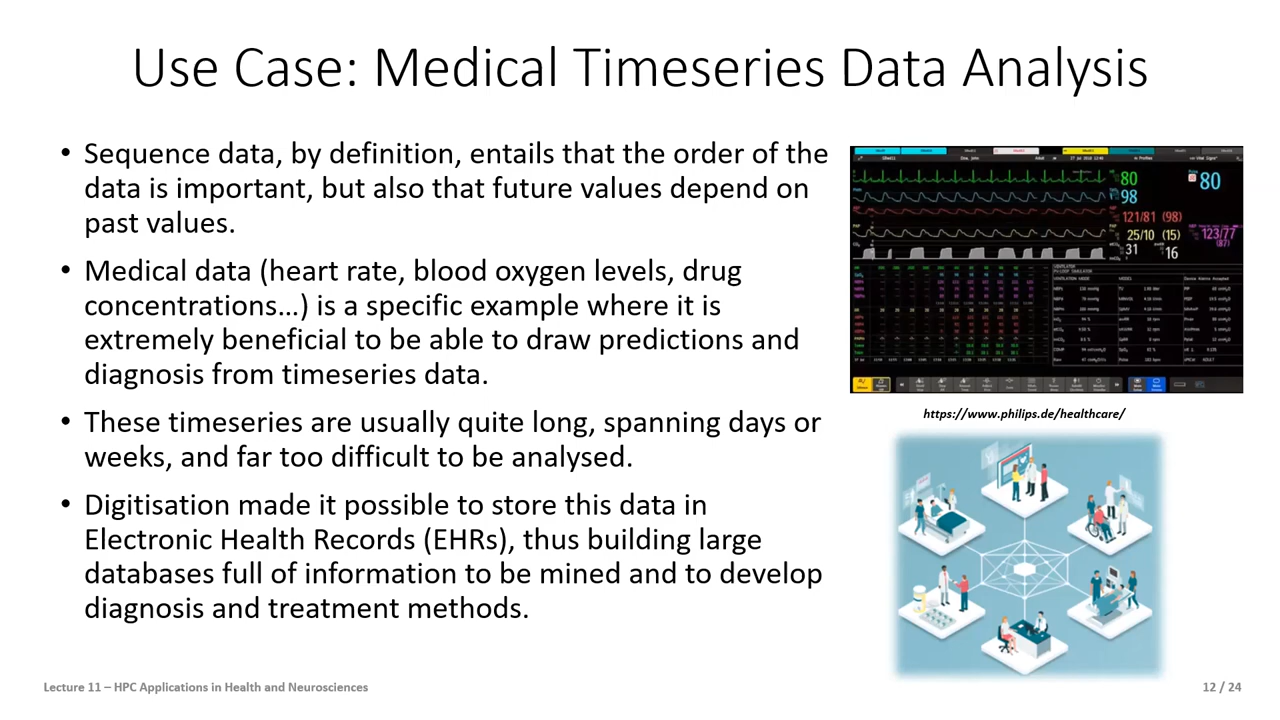 Use Case: Medical Timeseries Data Analysis
• Sequence data, by definition, entails that the order of the
data is important, but also that future values depend on
past values.
• Medical data (heart rate, blood oxygen levels, drug
concentrations…) is a specific example where it is
extremely beneficial to be able to draw predictions and
diagnosis from timeseries data.
• These timeseries are usually quite long, spanning days or
weeks, and far too difficult to be analysed.
• Digitisation made it possible to store this data in
Electronic Health Records (EHRs), thus building large
databases full of information to be mined and to develop
diagnosis and treatment methods.
80
80
98
121/81 (98)
25/10 (15)
123/77
(87)
31
16
https://www.philips.de/healthcare/
Lecture 11 – HPC Applications in Health and Neurosciences
12 / 24